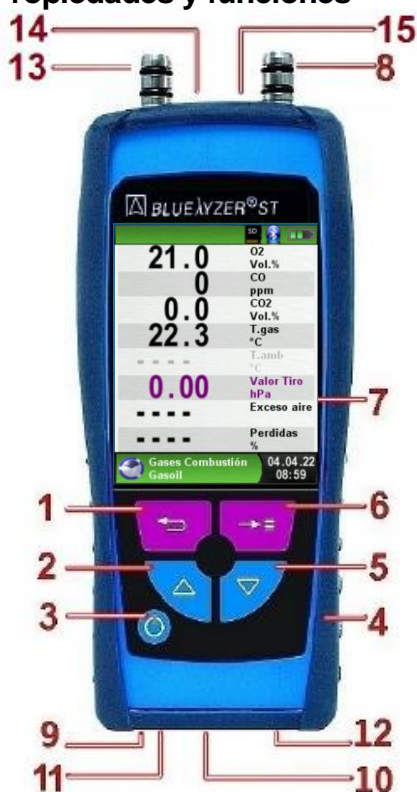 ropiedades y funciones
14 15
13 8
BLUELYZER®ST
SD
21.0 O2 Vol.%
0 CO ppm
0.0 CO2 Vol.%
22.3 T.gas °C
- - - - T.amb °C
0.00 Valor Tiro hPa
- - - - Exceso aire
- - - - Perdidas %
7
Gases Combustión 04.04.22
Gasoil 08:59
1 6
2 5
3 4
9 12
11 10